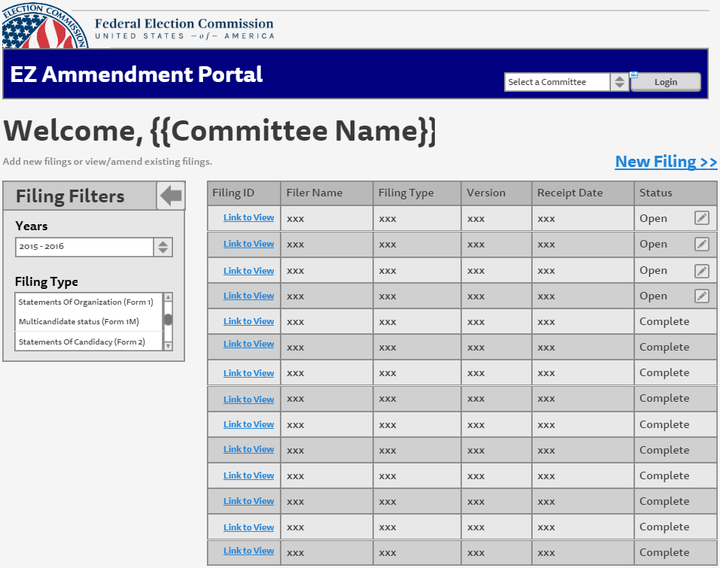 ELECTION COMMISSION
Federal Election Commission
UNITED STATES -of- AMERICA
EZ Ammendment Portal
Select a Committee
Login
Welcome, {{Committee Name}}
Add new filings or view/amend existing filings.
New Filing >>
Filing Filters
Years
2015 - 2016
Filing Type
Statements Of Organization (Form 1)
Multicandidate status (Form 1M)
Statements Of Candidacy (Form 2)
Filing ID Filer Name Filing Type Version Receipt Date Status
Link to View xxx xxx xxx xxx Open
Link to View xxx xxx xxx xxx Open
Link to View xxx xxx xxx xxx Open
Link to View xxx xxx xxx xxx Open
Link to View xxx xxx xxx xxx Complete
Link to View xxx xxx xxx xxx Complete
Link to View xxx xxx xxx xxx Complete
Link to View xxx xxx xxx xxx Complete
Link to View xxx xxx xxx xxx Complete
Link to View xxx xxx xxx xxx Complete
Link to View xxx xxx xxx xxx Complete
Link to View xxx xxx xxx xxx Complete
Link to View xxx xxx xxx xxx Complete
Link to View xxx xxx xxx xxx Complete